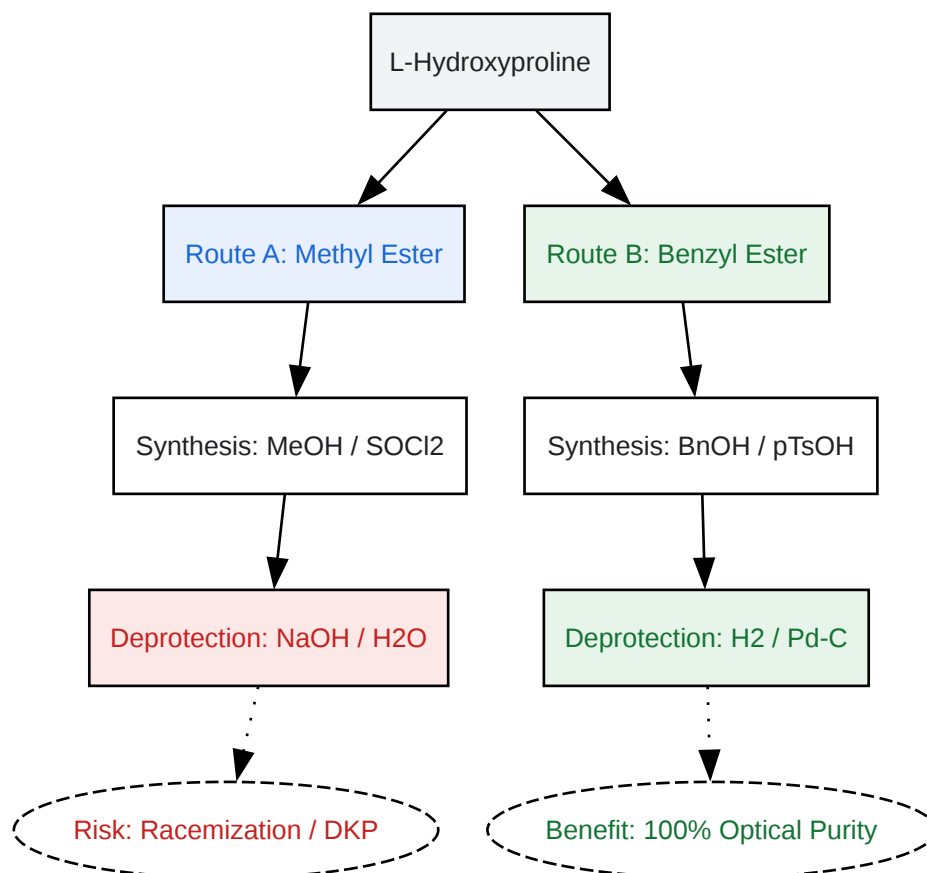 L-Hydroxyproline
Route A: Methyl Ester
Route B: Benzyl Ester
Synthesis: MeOH / SOCl2
Synthesis: BnOH / pTsOH
Deprotection: NaOH / H2O
Deprotection: H2 / Pd-C
Risk: Racemization / DKP
Benefit: 100% Optical Purity